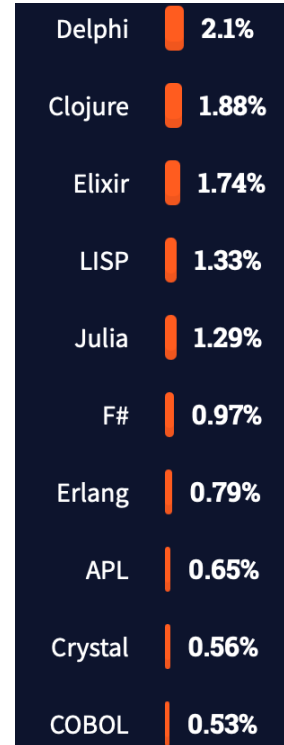 Delphi 2.1%
Clojure 1.88%
Elixir 1.74%
LISP 1.33%
Julia 1.29%
F# 0.97%
Erlang 0.79%
APL 0.65%
Crystal 0.56%
COBOL 0.53%